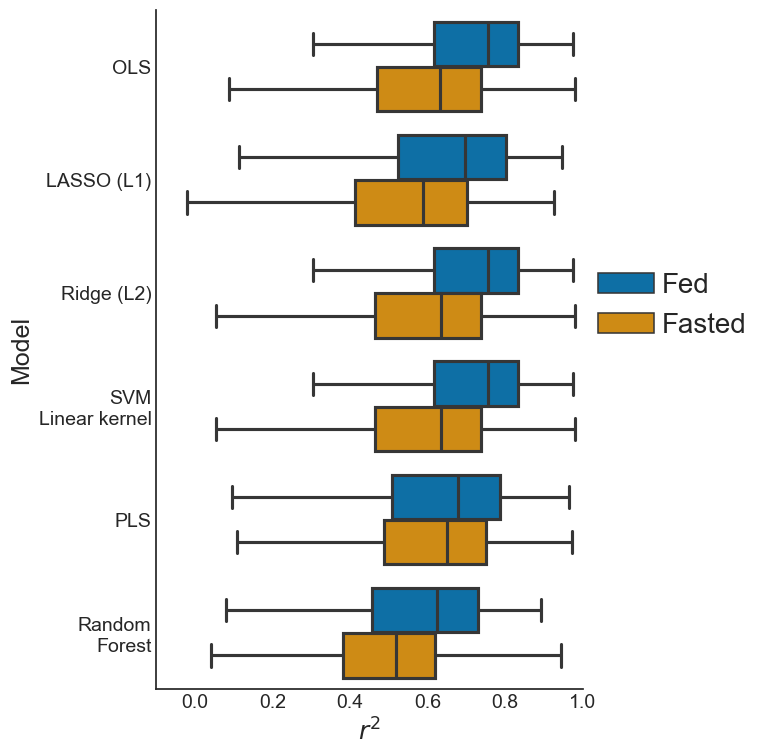 Model
OLS
LASSO (L1)
Ridge (L2)
SVM
Linear kernel
PLS
Random
Forest
0.0 0.2 0.4 0.6 0.8 1.0
r²
Fed
Fasted